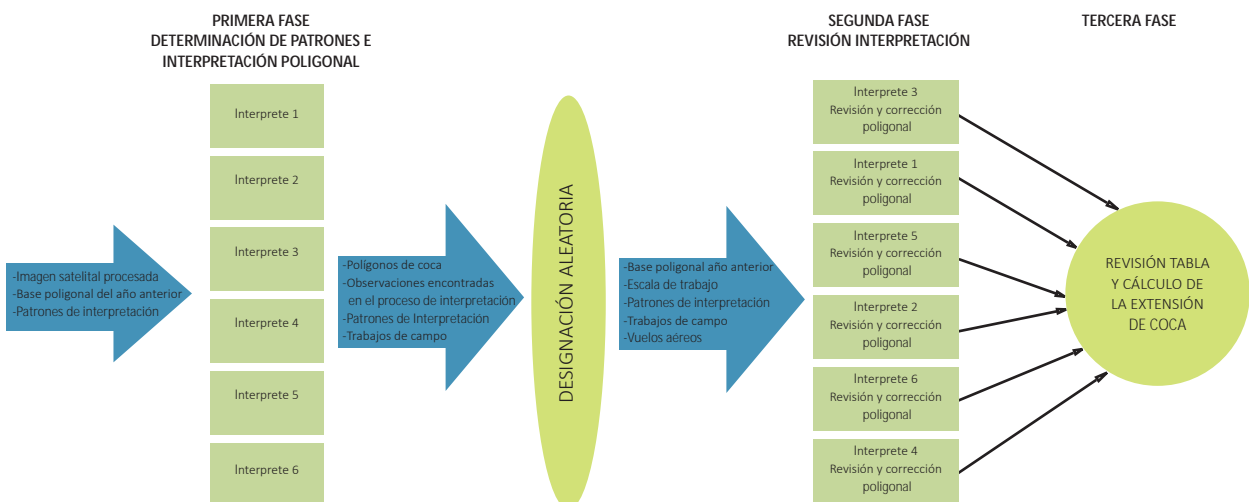 PRIMERA FASE
DETERMINACIÓN DE PATRONES E
INTERPRETACIÓN POLIGONAL
-Imagen satelital procesada
-Base poligonal del año anterior
-Patrones de interpretación
Interprete 1
Interprete 2
Interprete 3
Interprete 4
Interprete 5
Interprete 6
-Polígonos de coca
-Observaciones encontradas
en el proceso de interpretación
-Patrones de Interpretación
-Trabajos de campo
DESIGNACIÓN ALEATORIA
-Base poligonal año anterior
-Escala de trabajo
-Patrones de interpretación
-Trabajos de campo
-Vuelos aéreos
SEGUNDA FASE
REVISIÓN INTERPRETACIÓN
Interprete 3
Revisión y corrección
poligonal
Interprete 1
Revisión y corrección
poligonal
Interprete 5
Revisión y corrección
poligonal
Interprete 2
Revisión y corrección
poligonal
Interprete 6
Revisión y corrección
poligonal
Interprete 4
Revisión y corrección
poligonal
TERCERA FASE
REVISIÓN TABLA
Y CÁLCULO DE
LA EXTENSIÓN
DE COCA